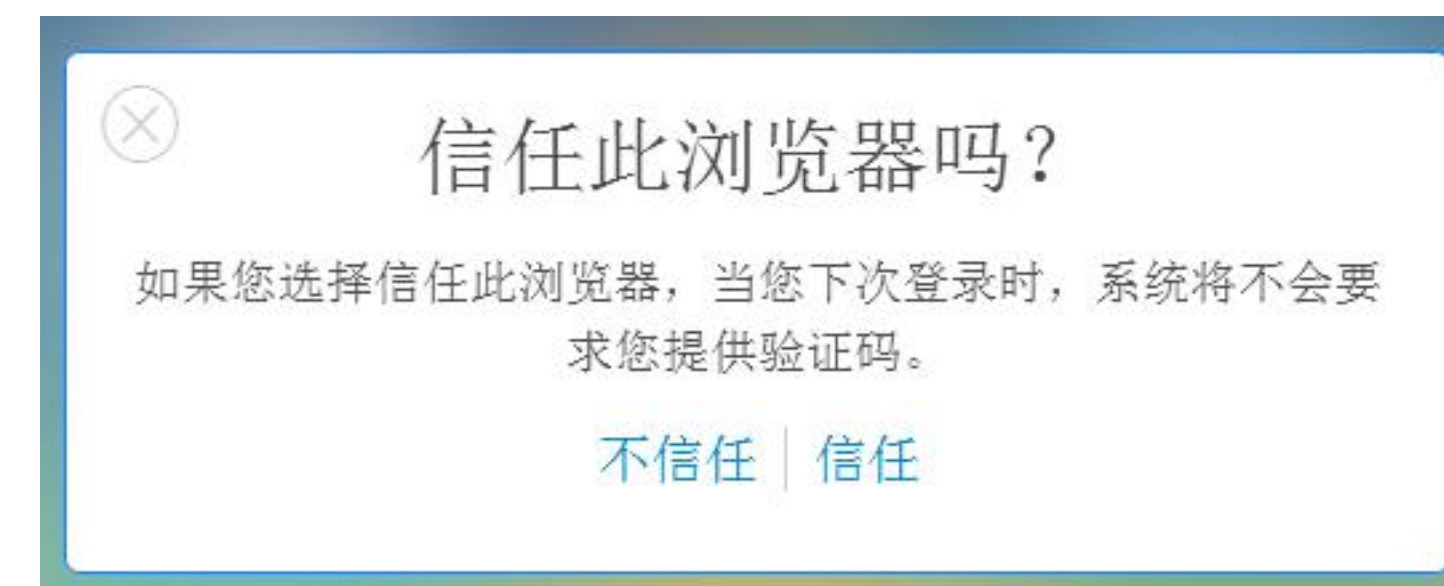 信任此浏览器吗？
如果您选择信任此浏览器，当您下次登录时，系统将不会要
求您提供验证码。
不信任 信任